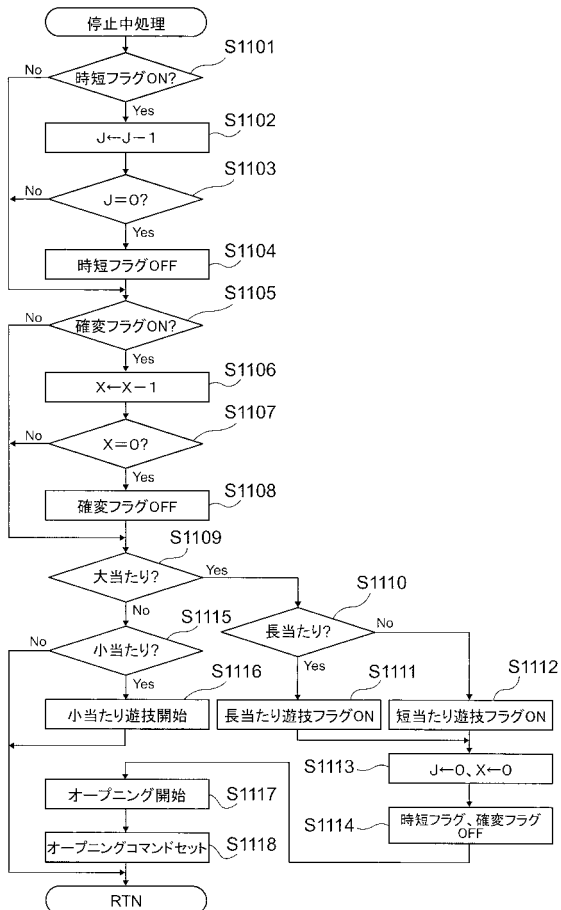 停止中処理
S1101
No
時短フラグON?
Yes
S1102
J←J−1
S1103
No
J=0?
Yes
S1104
時短フラグOFF
S1105
No
確変フラグON?
Yes
S1106
X←X−1
S1107
No
X=0?
Yes
S1108
確変フラグOFF
S1109
大当たり?
Yes
No
S1110
長当たり?
No
Yes
S1115
No
小当たり?
Yes
S1116
小当たり遊技開始
S1111
長当たり遊技フラグON
S1112
短当たり遊技フラグON
S1113
J←0、X←0
S1114
時短フラグ、確変フラグ
OFF
オープニング開始
S1117
オープニングコマンドセット
S1118
RTN